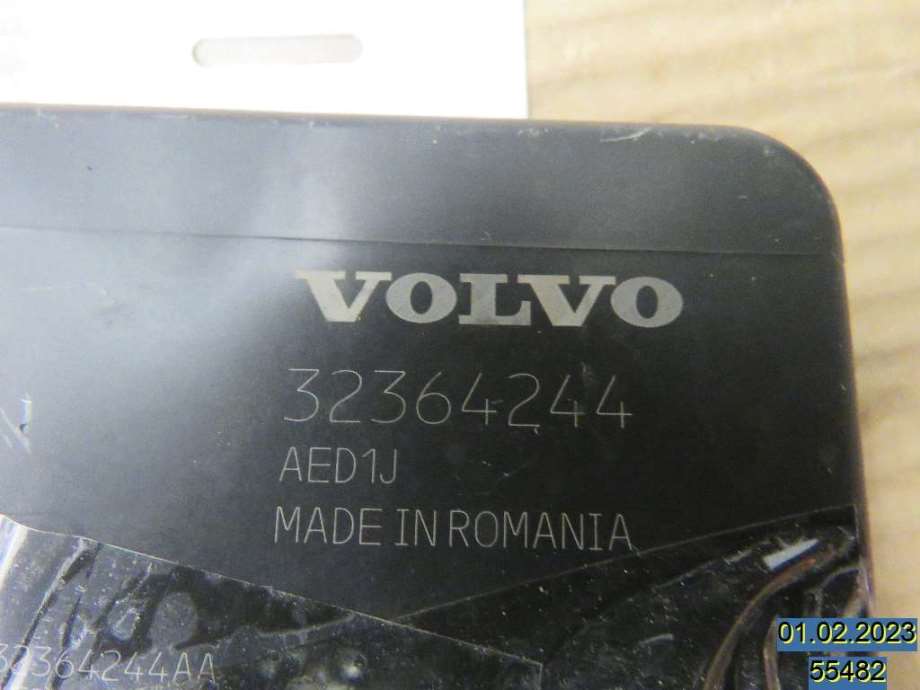 VOLVO
32364244
AED1J
MADE IN ROMANIA
32364244AA
01.02.2023
55482